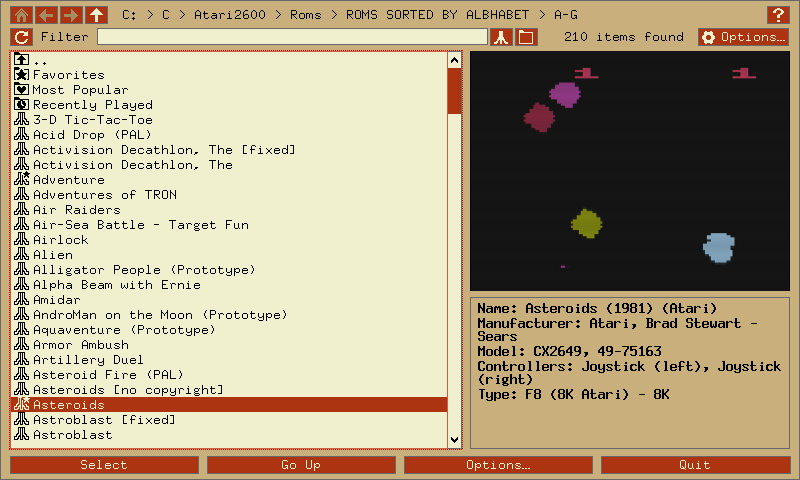 C: > C > Atari2600 > Roms > ROMS SORTED BY ALBHABET > A-G
?
Filter
210 items found
Options…
..
Favorites
Most Popular
Recently Played
3-D Tic-Tac-Toe
Acid Drop (PAL)
Activision Decathlon, The [fixed]
Activision Decathlon, The
Adventure
Adventures of TRON
Air Raiders
Air-Sea Battle - Target Fun
Airlock
Alien
Alligator People (Prototype)
Alpha Beam with Ernie
Amidar
AndroMan on the Moon (Prototype)
Aquaventure (Prototype)
Armor Ambush
Artillery Duel
Asteroid Fire (PAL)
Asteroids [no copyright]
Asteroids
Astroblast [fixed]
Astroblast
Name: Asteroids (1981) (Atari)
Manufacturer: Atari, Brad Stewart -
Sears
Model: CX2649, 49-75163
Controllers: Joystick (left), Joystick
(right)
Type: F8 (8K Atari) - 8K
Select
Go Up
Options…
Quit